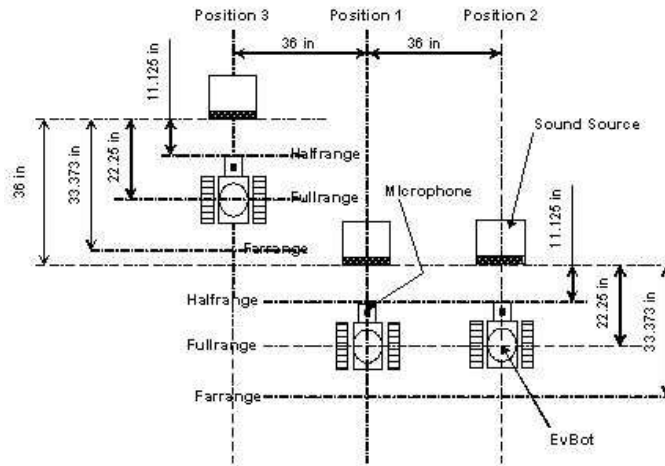 Position 3
Position 1
Position 2
36 in
36 in
11.125 in
Sound Source
36 in
33.373 in
22.25 in
Halfrange
Microphone
Fullrange
11.125 in
Farrange
Halfrange
22.25 in
33.373 in
Fullrange
Farrange
EvBot